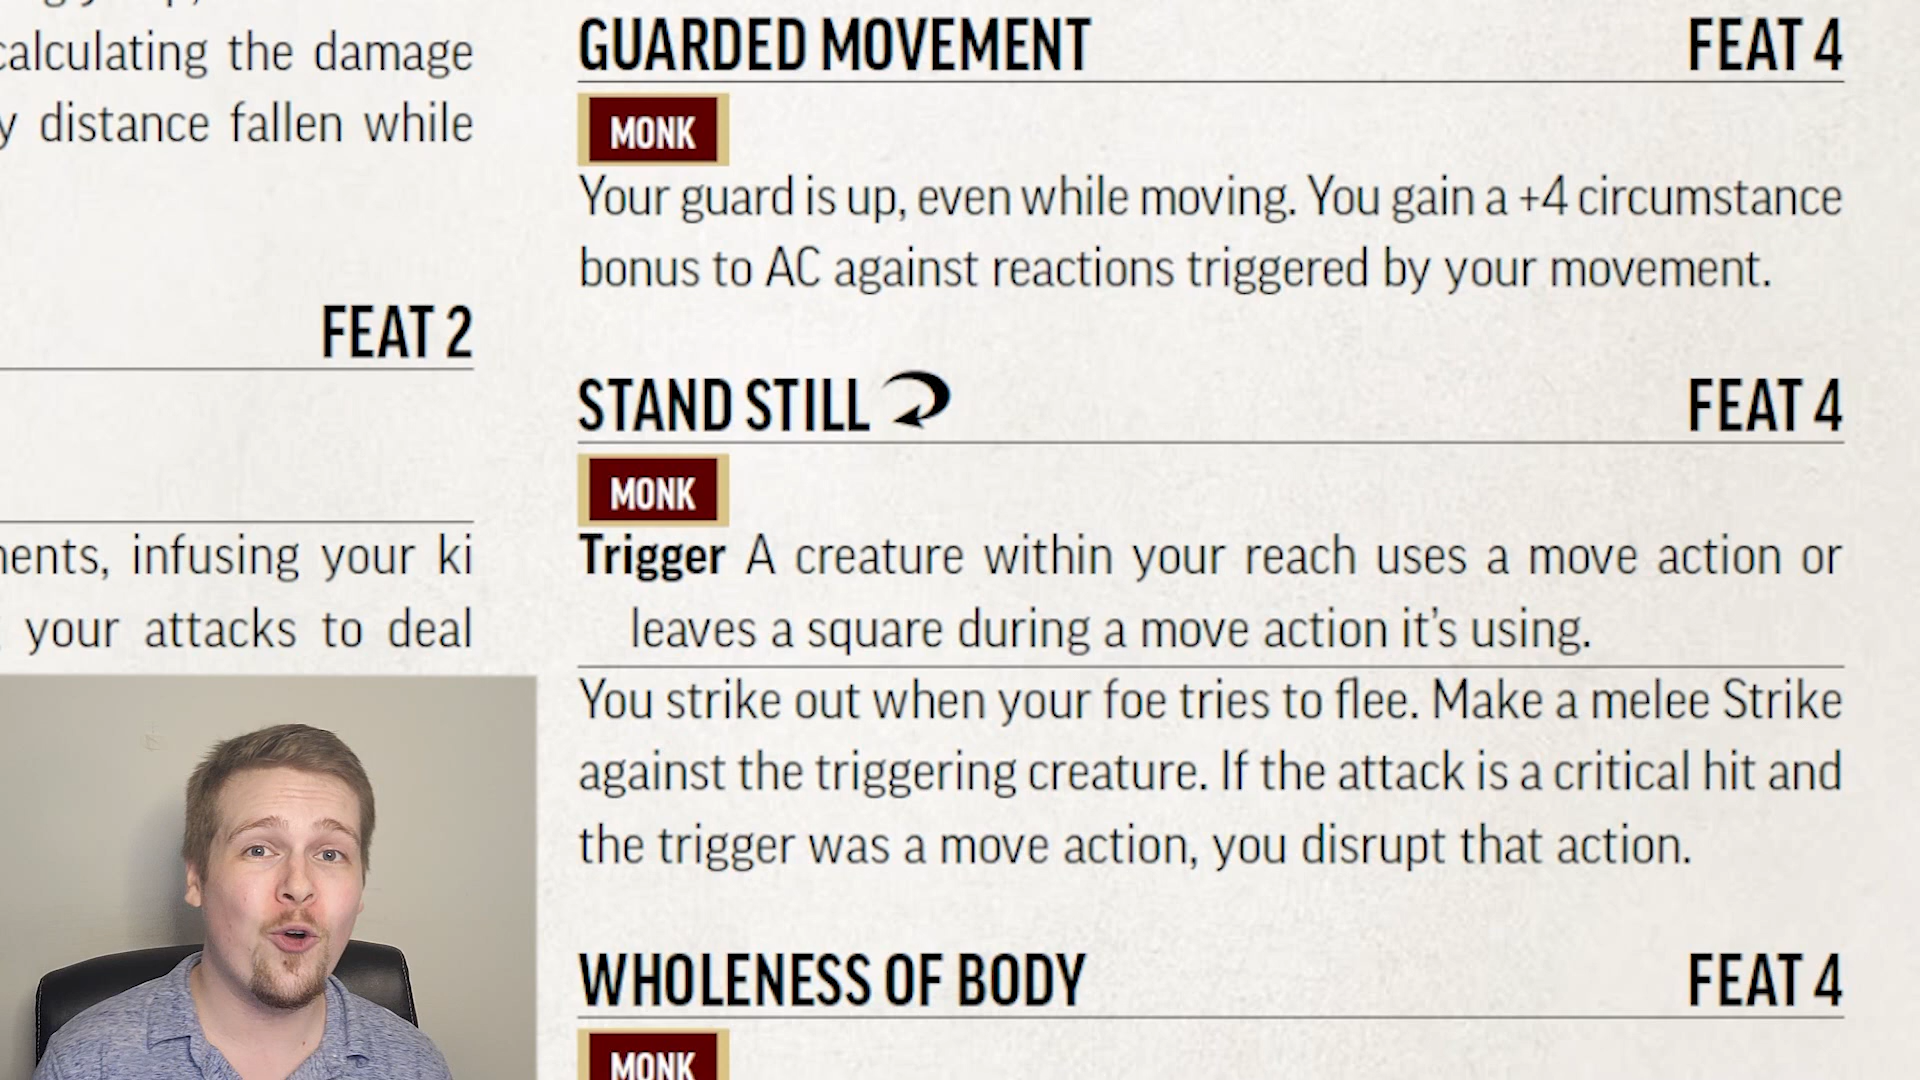 calculating the damage
distance fallen while
FEAT 2
infusing your ki
your attacks to deal
GUARDED MOVEMENT FEAT 4
MONK
Your guard is up, even while moving. You gain a +4 circumstance
bonus to AC against reactions triggered by your movement.
STAND STILL FEAT 4
MONK
Trigger A creature within your reach uses a move action or
leaves a square during a move action it's using.
You strike out when your foe tries to flee. Make a melee Strike
against the triggering creature. If the attack is a critical hit and
the trigger was a move action, you disrupt that action.
WHOLENESS OF BODY FEAT 4
MONK